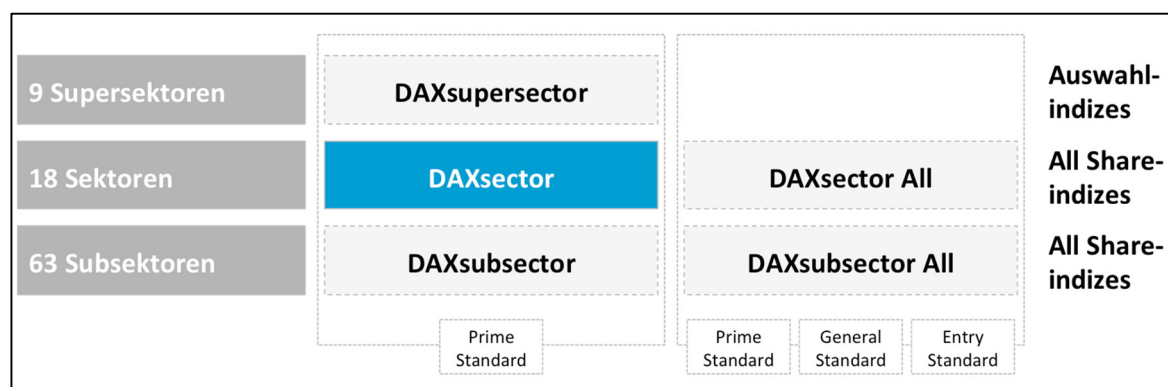 9 Supersektoren
DAXsupersector
Auswahl-
indizes
18 Sektoren
DAXsector
DAXsector All
All Share-
indizes
63 Subsektoren
DAXsubsector
DAXsubsector All
All Share-
indizes
Prime
Standard
Prime
Standard
General
Standard
Entry
Standard